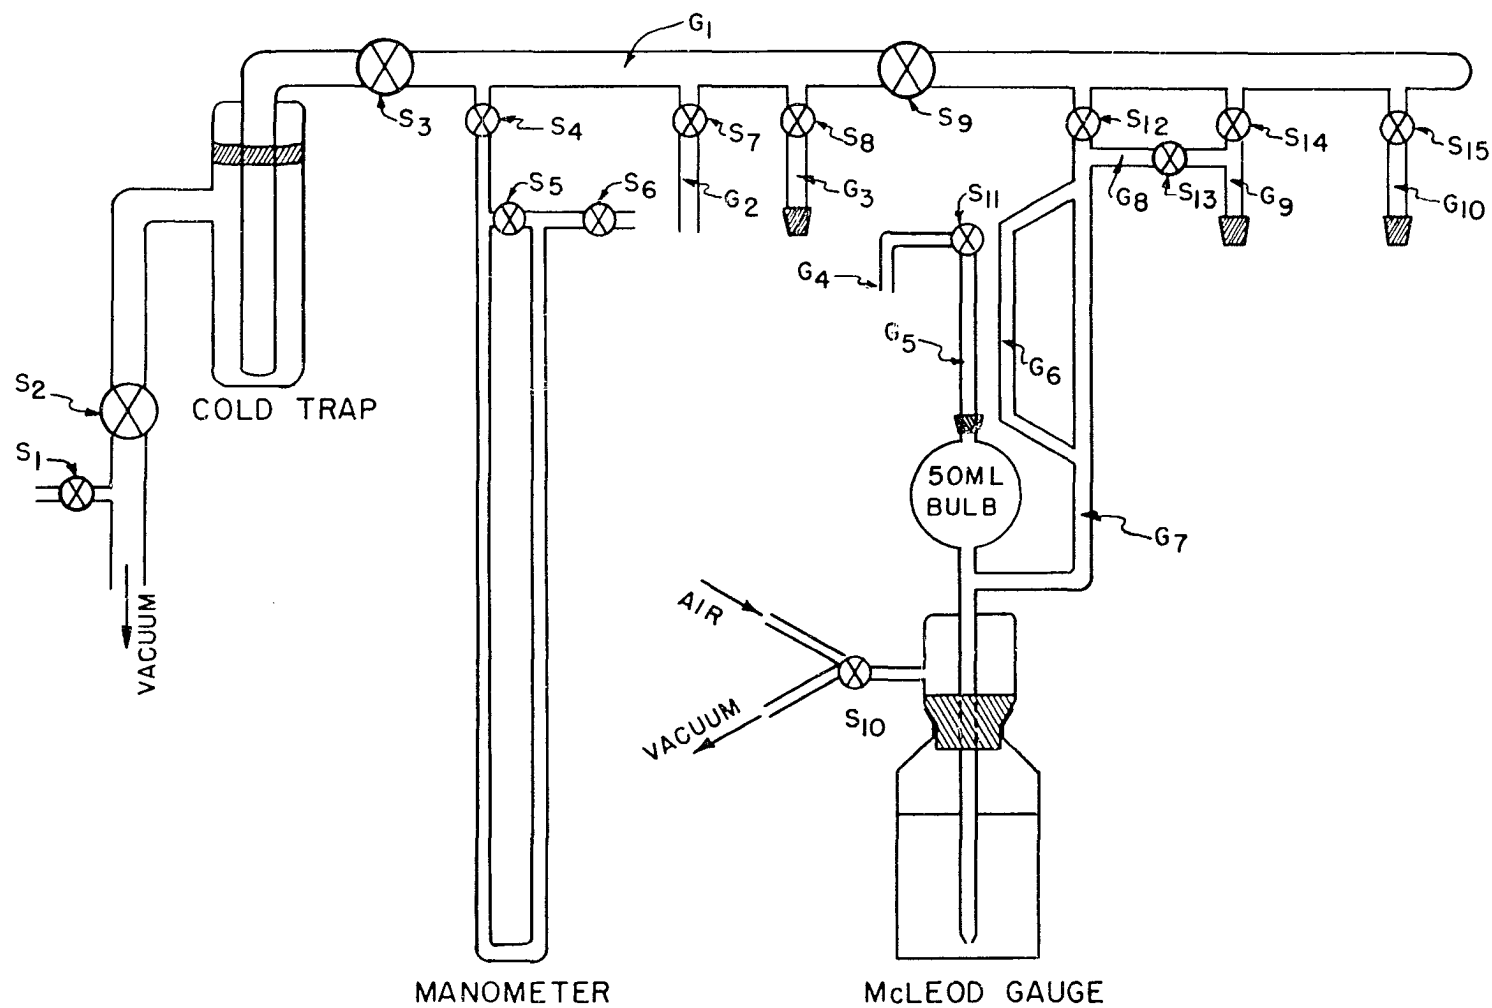 G1
S3
S4
S7
S8
S9
S12
S14
S15
S5
S6
G2
G3
S11
G8
S13
G9
G10
G4
S2
COLD TRAP
G5
G6
S1
50ML
BULB
G7
AIR
VACUUM
VACUUM
S10
MANOMETER
McLEOD GAUGE